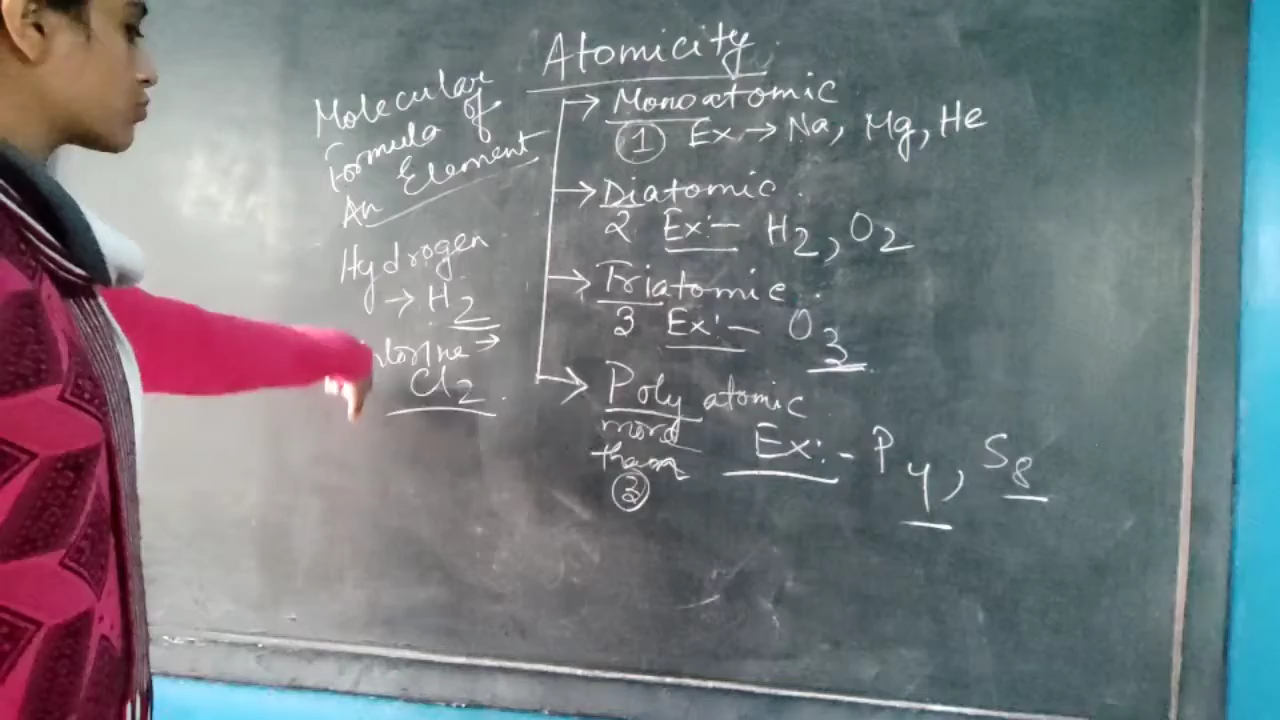 Atomicity
Molecular
Formula of
An Element
Hydrogen
→ H2
hlorine →
Cl2
→ Monoatomic
1 Ex → Na, Mg, He
→ Diatomic
2 Ex:- H2, O2
→ Triatomic
3 Ex:- O3
→ Poly atomic
more
than
Ex:- P4, S8